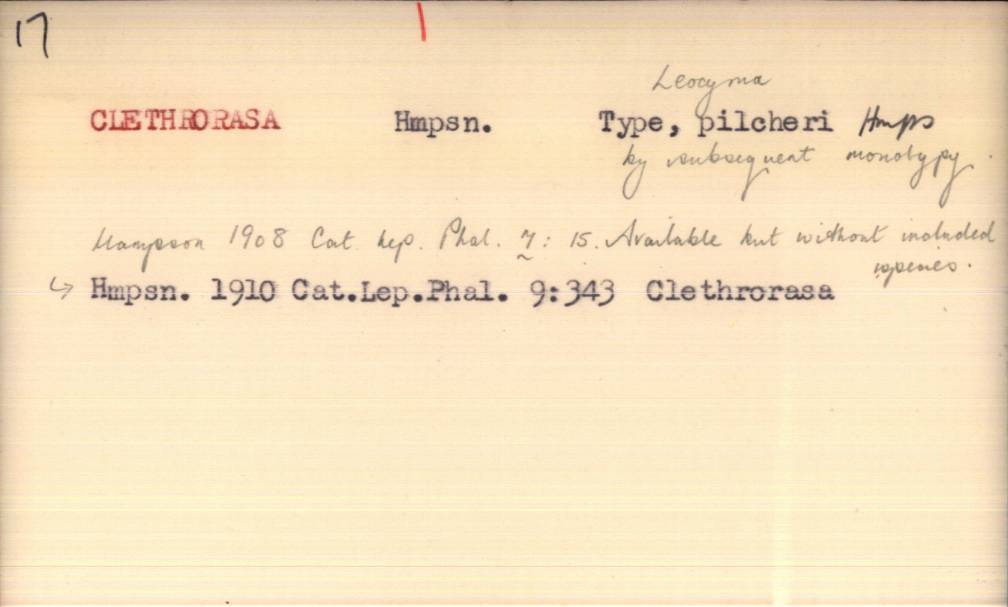 17
Leocyma
CLETHRORASA Hmpsn. Type, pilcheri Hmps
by subsequent monotypy.
Hampson 1908 Cat. Lep. Phal. 7: 15. Available but without included
species.
↳ Hmpsn. 1910 Cat.Lep.Phal. 9:343 Clethrorasa